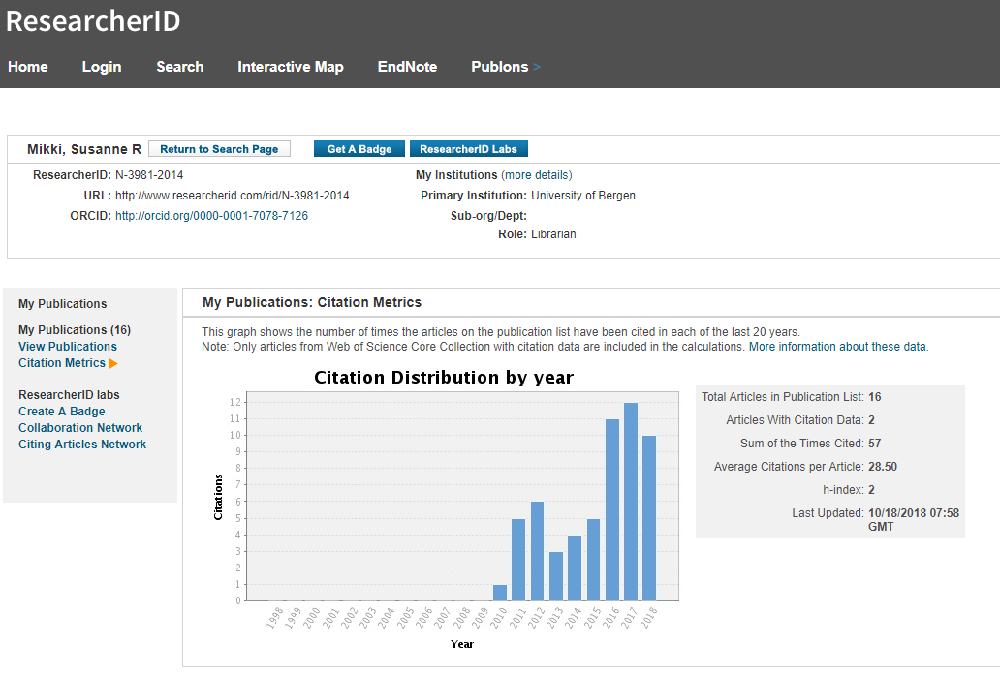 ResearcherID
Home Login Search Interactive Map EndNote Publons >
Mikki, Susanne R Return to Search Page Get A Badge ResearcherID Labs
ResearcherID: N-3981-2014
URL: http://www.researcherid.com/rid/N-3981-2014
ORCID: http://orcid.org/0000-0001-7078-7126
My Institutions (more details)
Primary Institution: University of Bergen
Sub-org/Dept:
Role: Librarian
My Publications
My Publications (16)
View Publications
Citation Metrics
ResearcherID labs
Create A Badge
Collaboration Network
Citing Articles Network
My Publications: Citation Metrics
This graph shows the number of times the articles on the publication list have been cited in each of the last 20 years.
Note: Only articles from Web of Science Core Collection with citation data are included in the calculations. More information about these data.
Citation Distribution by year
Citations
12
11
10
9
8
7
6
5
4
3
2
1
0
1998 1999 2000 2001 2002 2003 2004 2005 2006 2007 2008 2009 2010 2011 2012 2013 2014 2015 2016 2017 2018
Year
Total Articles in Publication List: 16
Articles With Citation Data: 2
Sum of the Times Cited: 57
Average Citations per Article: 28.50
h-index: 2
Last Updated: 10/18/2018 07:58
GMT